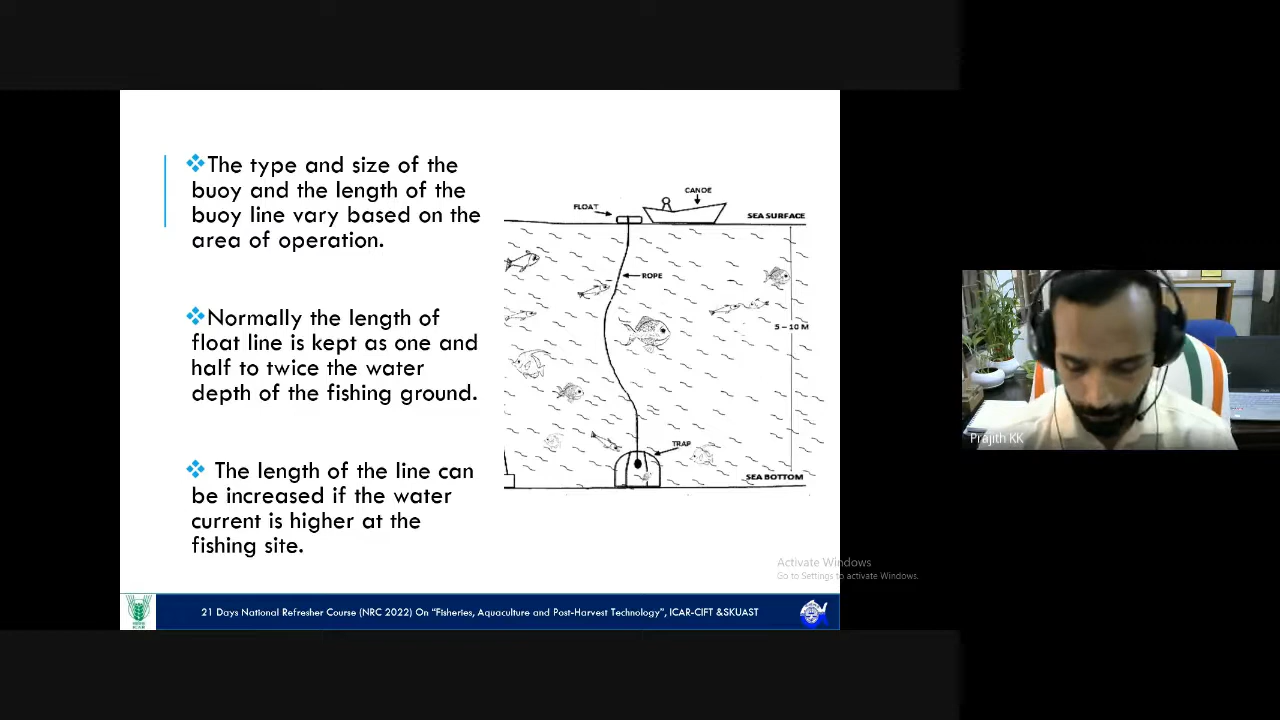 ❖The type and size of the
buoy and the length of the
buoy line vary based on the
area of operation.
❖Normally the length of
float line is kept as one and
half to twice the water
depth of the fishing ground.
❖ The length of the line can
be increased if the water
current is higher at the
fishing site.
CANOE
FLOAT
SEA SURFACE
ROPE
5 – 10 M
TRAP
SEA BOTTOM
Prajith KK
Activate Windows
Go to Settings to activate Windows.
21 Days National Refresher Course (NRC 2022) On "Fisheries, Aquaculture and Post-Harvest Technology", ICAR-CIFT &SKUAST